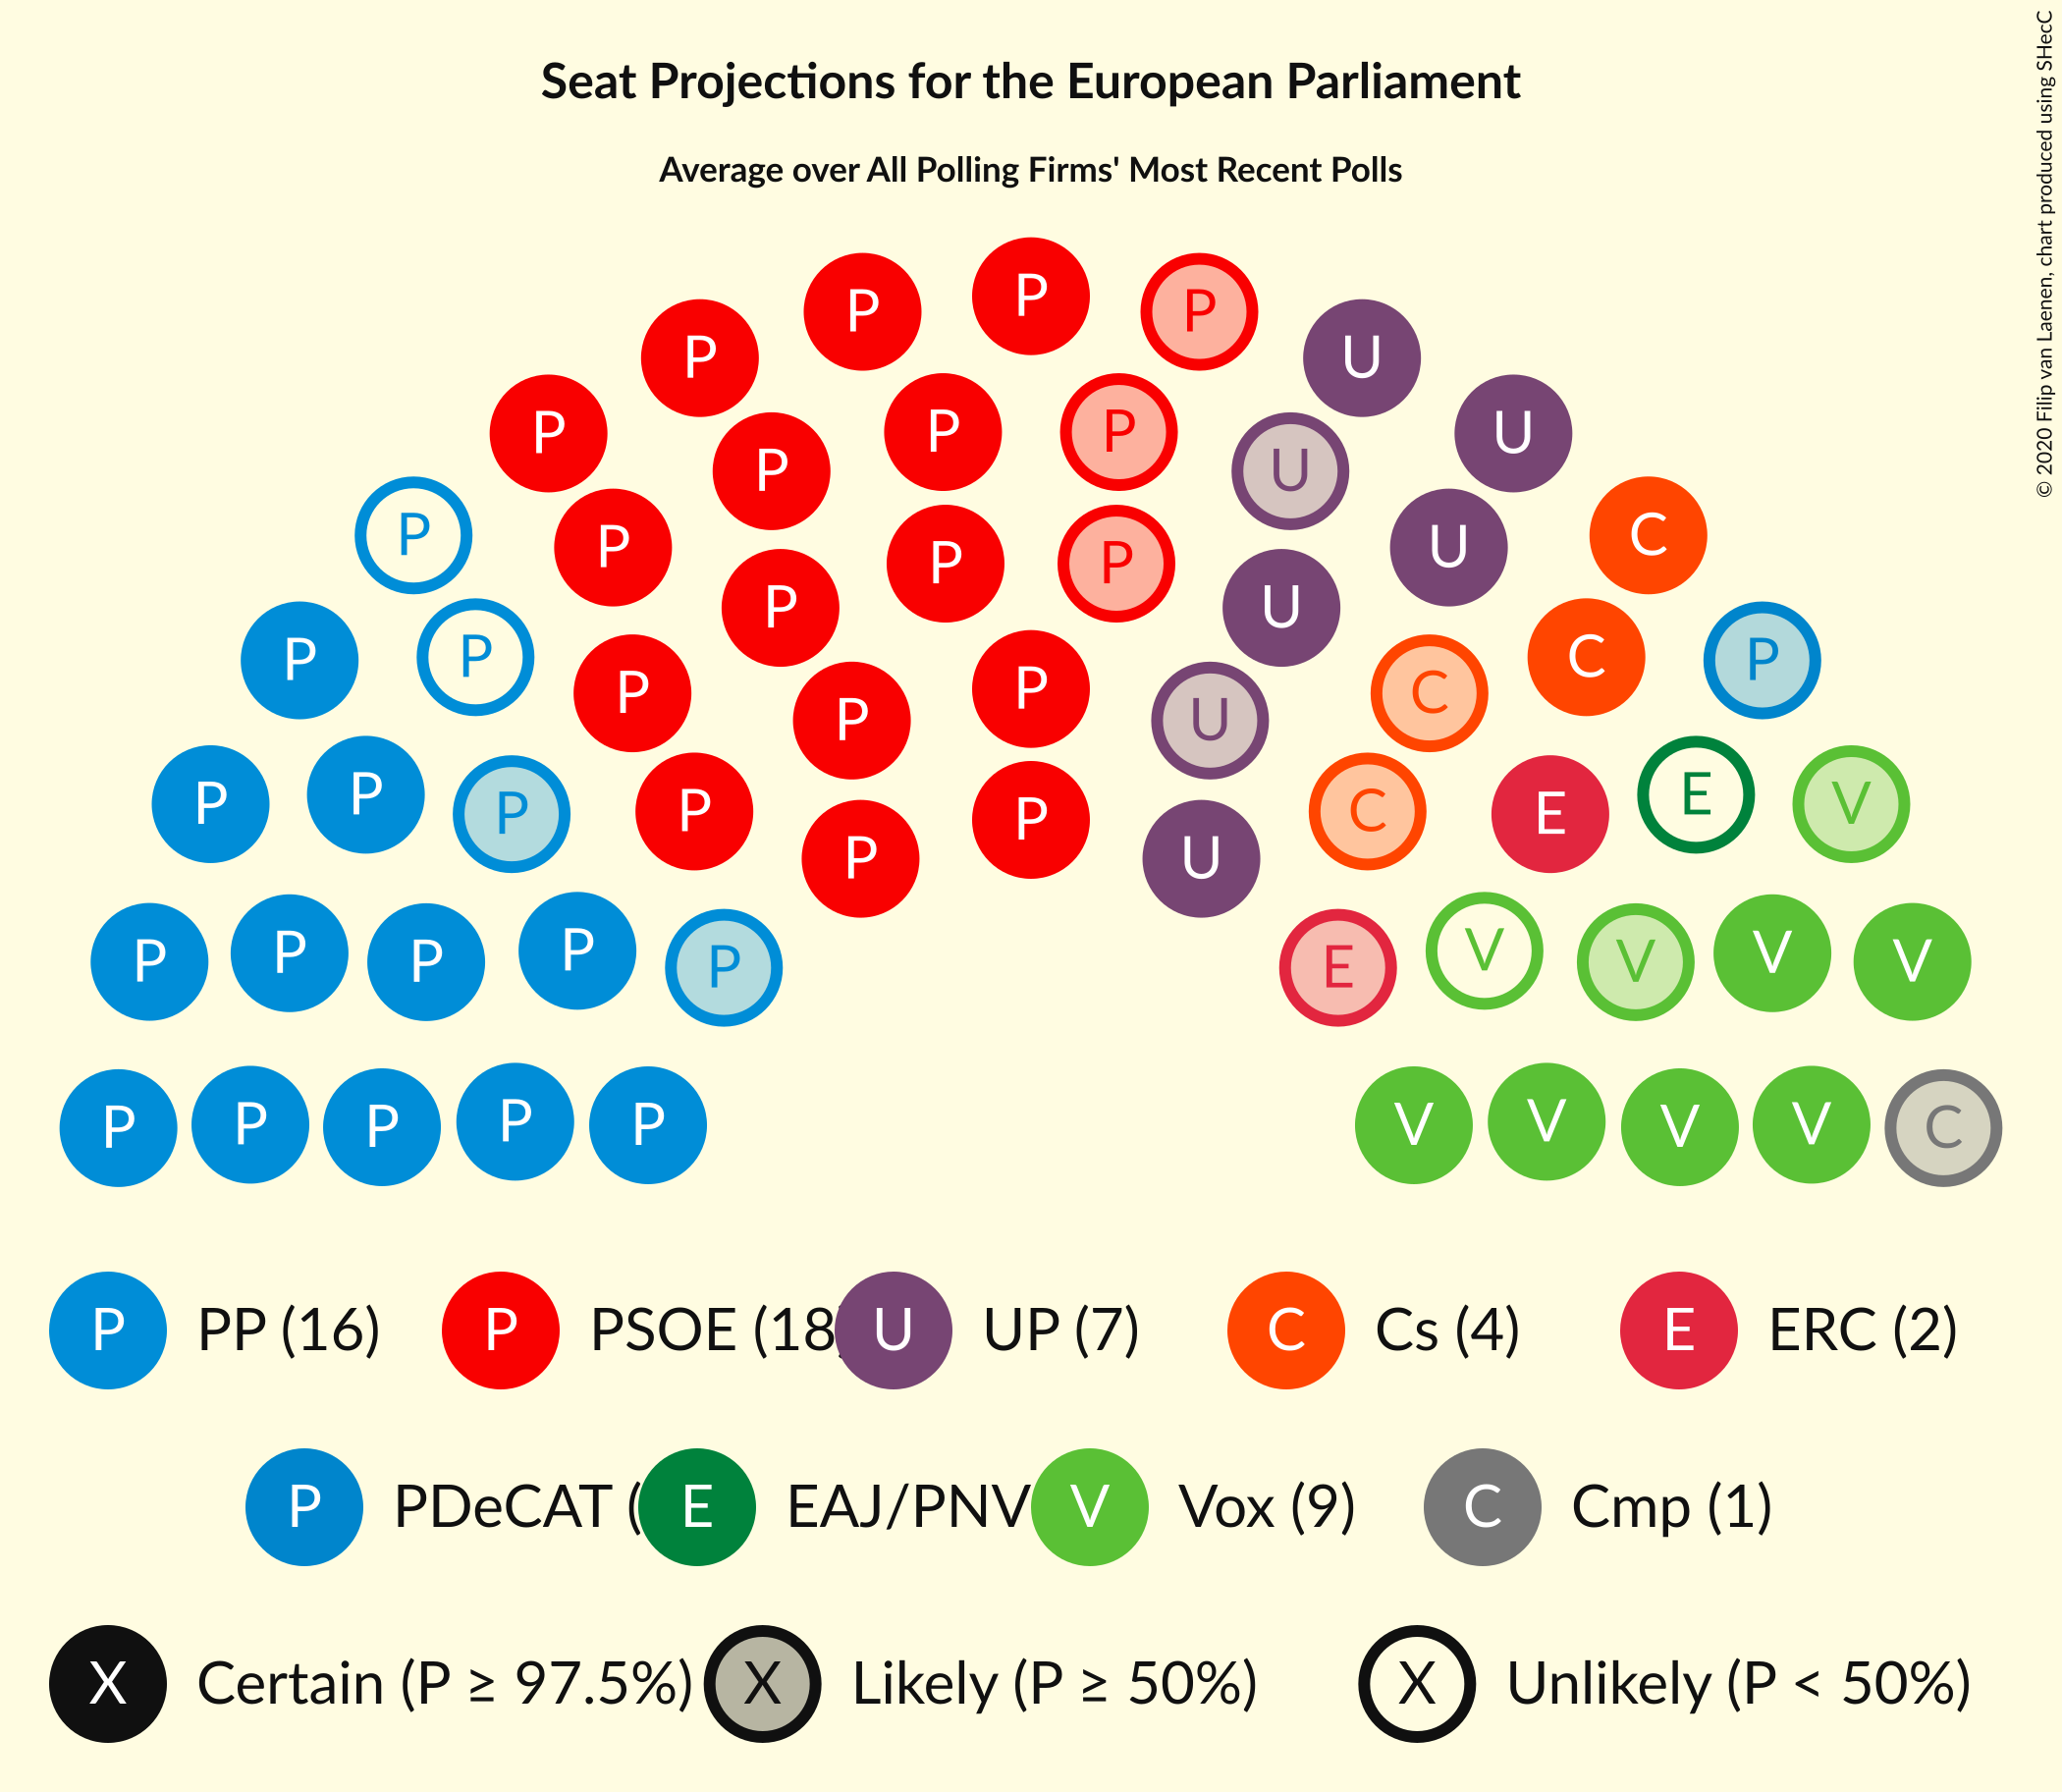 Seat Projections for the European Parliament
Average over All Polling Firms' Most Recent Polls
© 2020 Filip van Laenen, chart produced using SHecC
P P P
P P U
P U
P P
P U
P U
C
P P
U
P P
P U
P P C
P P P
P C
P U
P P P C E E V
P P
P U
P P P P P E V V V V
P P P P P V V V V C
P PP (16) P PSOE (18 U UP (7) C Cs (4) E ERC (2)
P PDeCAT ( E EAJ/PNV V Vox (9) C Cmp (1)
X Certain (P ≥ 97.5%) X Likely (P ≥ 50%) X Unlikely (P < 50%)